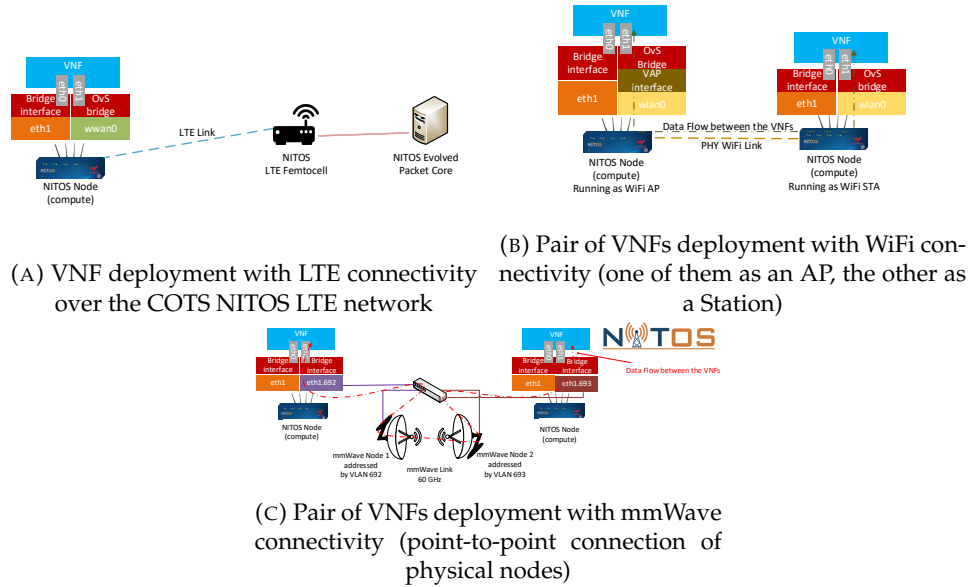 VNF
eth0
eth1
Bridge
interface
OvS
bridge
eth1
wwan0
LTE Link
NITOS Node
(compute)
NITOS
LTE Femtocell
NITOS Evolved
Packet Core
(A) VNF deployment with LTE connectivity
over the COTS NITOS LTE network
VNF
eth0
eth1
Bridge
interface
OvS
Bridge
VAP
interface
eth1
wlan0
NITOS Node
(compute)
Running as WiFi AP
Data Flow between the VNFs
PHY WiFi Link
VNF
eth0
eth1
Bridge
interface
OvS
bridge
eth1
wlan0
NITOS Node
(compute)
Running as WiFi STA
(B) Pair of VNFs deployment with WiFi con-
nectivity (one of them as an AP, the other as
a Station)
VNF
eth0
Bridge
interface
Bridge
interface
eth1
eth1.692
NITOS Node
(compute)
mmWave Node 1
addressed
by VLAN 692
mmWave Link
60 GHz
mmWave Node 2
addressed
by VLAN 693
VNF
eth0
Bridge
interface
Bridge
interface
eth1
eth1.693
NITOS Node
(compute)
NITOS
Data Flow between the VNFs
(C) Pair of VNFs deployment with mmWave
connectivity (point-to-point connection of
physical nodes)